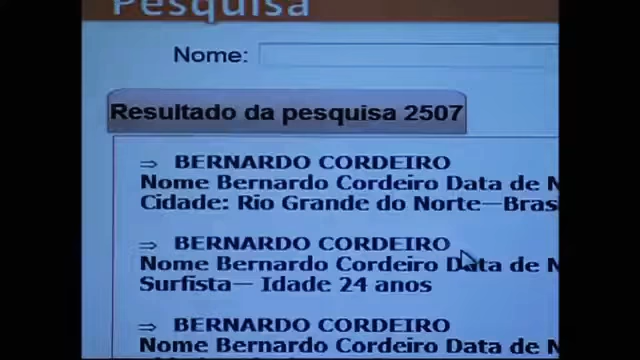 Pesquisa
Nome:
Resultado da pesquisa 2507
⇒ BERNARDO CORDEIRO
Nome Bernardo Cordeiro Data de N
Cidade: Rio Grande do Norte—Bras
⇒ BERNARDO CORDEIRO
Nome Bernardo Cordeiro Data de N
Surfista— Idade 24 anos
⇒ BERNARDO CORDEIRO
Nome Bernardo Cordeiro Data de N